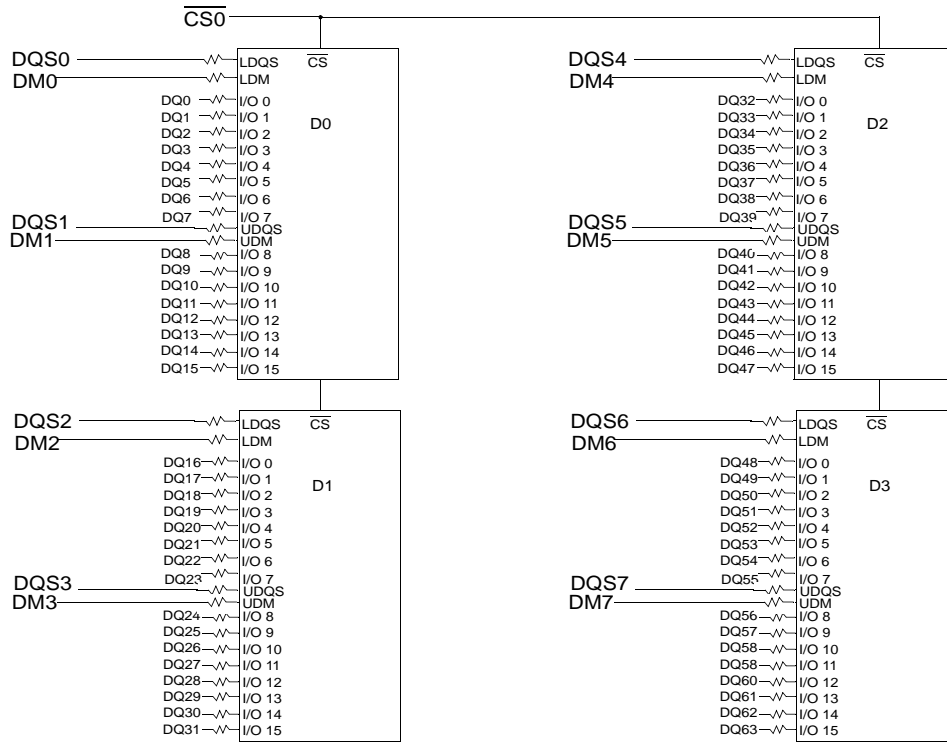 CS0
DQS0 LDQS CS
DM0 LDM
DQ0 I/O 0
DQ1 I/O 1
D0
DQ2 I/O 2
DQ3 I/O 3
DQ4 I/O 4
DQ5 I/O 5
DQ6 I/O 6
DQ7 I/O 7
DQS1 UDQS
DM1 UDM
DQ8 I/O 8
DQ9 I/O 9
DQ10 I/O 10
DQ11 I/O 11
DQ12 I/O 12
DQ13 I/O 13
DQ14 I/O 14
DQ15 I/O 15
DQS2 LDQS CS
DM2 LDM
DQ16 I/O 0
DQ17 I/O 1
D1
DQ18 I/O 2
DQ19 I/O 3
DQ20 I/O 4
DQ21 I/O 5
DQ22 I/O 6
DQ23 I/O 7
DQS3 UDQS
DM3 UDM
DQ24 I/O 8
DQ25 I/O 9
DQ26 I/O 10
DQ27 I/O 11
DQ28 I/O 12
DQ29 I/O 13
DQ30 I/O 14
DQ31 I/O 15
DQS4 LDQS CS
DM4 LDM
DQ32 I/O 0
DQ33 I/O 1
D2
DQ34 I/O 2
DQ35 I/O 3
DQ36 I/O 4
DQ37 I/O 5
DQ38 I/O 6
DQ39 I/O 7
DQS5 UDQS
DM5 UDM
DQ40 I/O 8
DQ41 I/O 9
DQ42 I/O 10
DQ43 I/O 11
DQ44 I/O 12
DQ45 I/O 13
DQ46 I/O 14
DQ47 I/O 15
DQS6 LDQS CS
DM6 LDM
DQ48 I/O 0
DQ49 I/O 1
D3
DQ50 I/O 2
DQ51 I/O 3
DQ52 I/O 4
DQ53 I/O 5
DQ54 I/O 6
DQ55 I/O 7
DQS7 UDQS
DM7 UDM
DQ56 I/O 8
DQ57 I/O 9
DQ58 I/O 10
DQ58 I/O 11
DQ60 I/O 12
DQ61 I/O 13
DQ62 I/O 14
DQ63 I/O 15